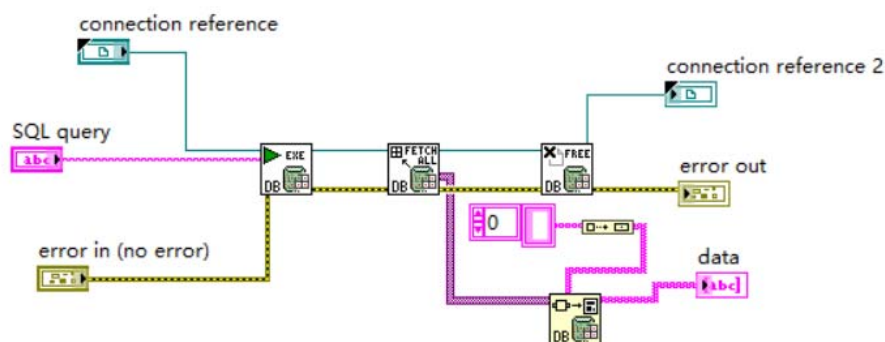 connection reference
connection reference 2
SQL query
abc
EXE
DB
FETCH
ALL
DB
FREE
DB
error out
0
error in (no error)
data
abc
DB